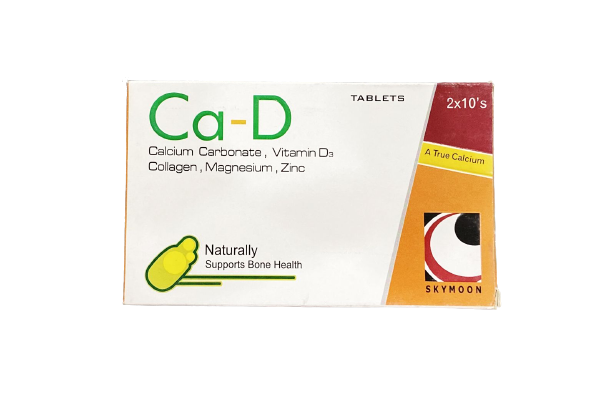 Ca-D
TABLETS
2x10's
Calcium Carbonate, Vitamin D₃
Collagen, Magnesium, Zinc
A True Calcium
Naturally
Supports Bone Health
SKYMOON